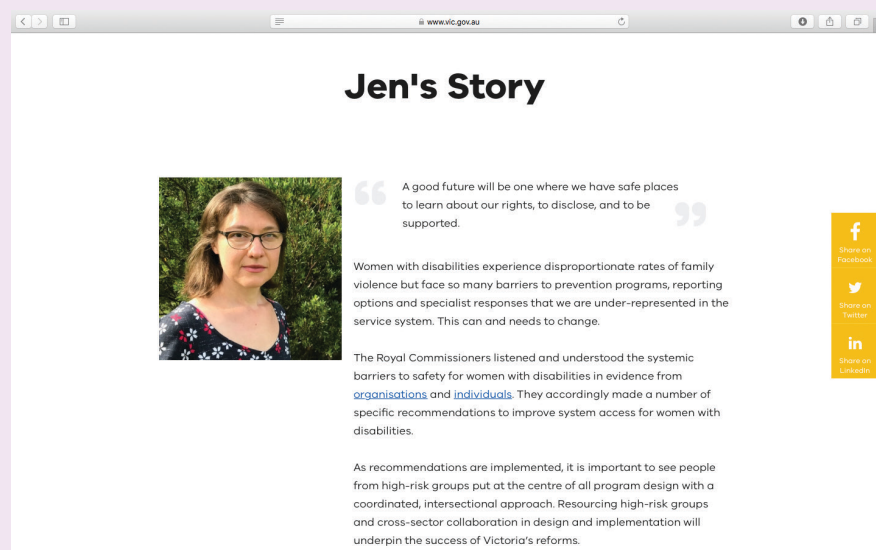 www.vic.gov.au
Jen's Story
“ A good future will be one where we have safe places
to learn about our rights, to disclose, and to be
supported. ”
Women with disabilities experience disproportionate rates of family
violence but face so many barriers to prevention programs, reporting
options and specialist responses that we are under-represented in the
service system. This can and needs to change.
The Royal Commissioners listened and understood the systemic
barriers to safety for women with disabilities in evidence from
organisations and individuals. They accordingly made a number of
specific recommendations to improve system access for women with
disabilities.
As recommendations are implemented, it is important to see people
from high-risk groups put at the centre of all program design with a
coordinated, intersectional approach. Resourcing high-risk groups
and cross-sector collaboration in design and implementation will
underpin the success of Victoria's reforms.
Share on
Facebook
Share on
Twitter
in
Share on
LinkedIn